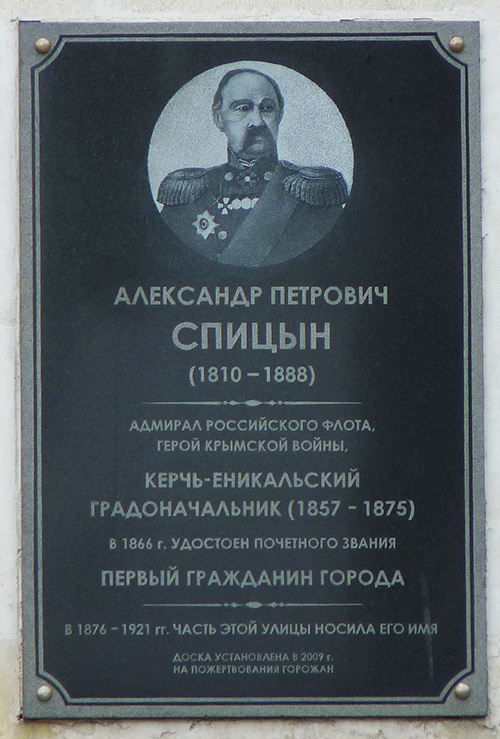 АЛЕКСАНДР ПЕТРОВИЧ
СПИЦЫН
(1810 – 1888)
АДМИРАЛ РОССИЙСКОГО ФЛОТА,
ГЕРОЙ КРЫМСКОЙ ВОЙНЫ,
КЕРЧЬ-ЕНИКАЛЬСКИЙ
ГРАДОНАЧАЛЬНИК (1857 - 1875)
В 1866 г. УДОСТОЕН ПОЧЕТНОГО ЗВАНИЯ
ПЕРВЫЙ ГРАЖДАНИН ГОРОДА
В 1876 – 1921 гг. ЧАСТЬ ЭТОЙ УЛИЦЫ НОСИЛА ЕГО ИМЯ
ДОСКА УСТАНОВЛЕНА В 2009 г.
НА ПОЖЕРТВОВАНИЯ ГОРОЖАН